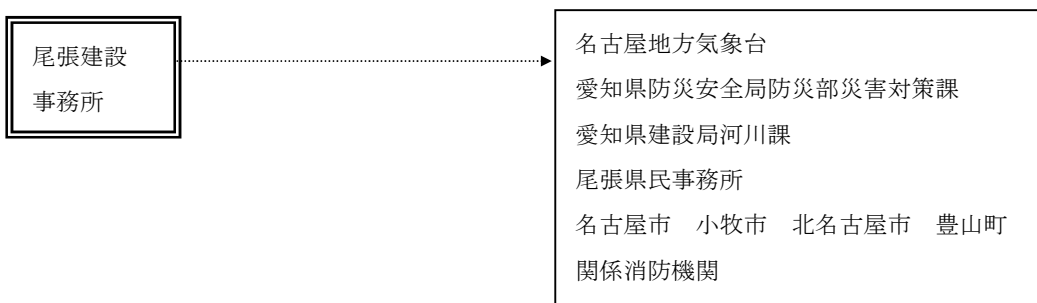 尾張建設
事務所
名古屋地方気象台
愛知県防災安全局防災部災害対策課
愛知県建設局河川課
尾張県民事務所
名古屋市　小牧市　北名古屋市　豊山町
関係消防機関